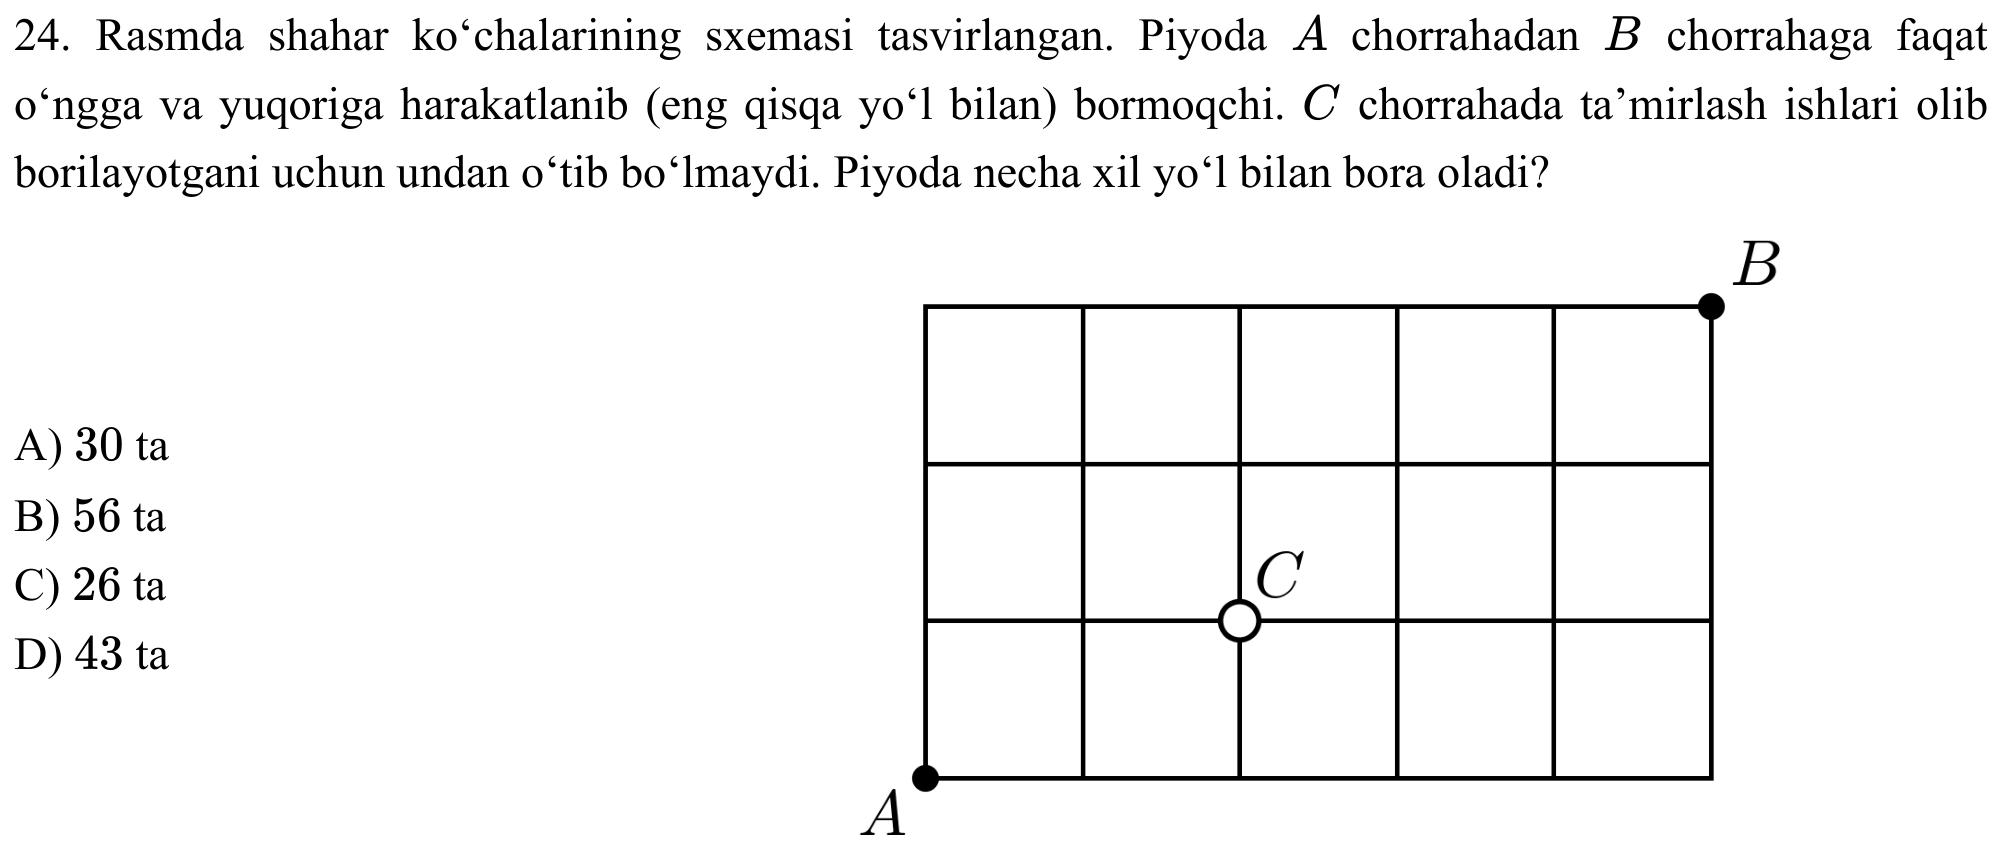 24. Rasmda shahar ko‘chalarining sxemasi tasvirlangan. Piyoda A chorrahadan B chorrahaga faqat
o‘ngga va yuqoriga harakatlanib (eng qisqa yo‘l bilan) bormoqchi. C chorrahada ta’mirlash ishlari olib
borilayotgani uchun undan o‘tib bo‘lmaydi. Piyoda necha xil yo‘l bilan bora oladi?
B
A) 30 ta
B) 56 ta
C
C) 26 ta
D) 43 ta
A